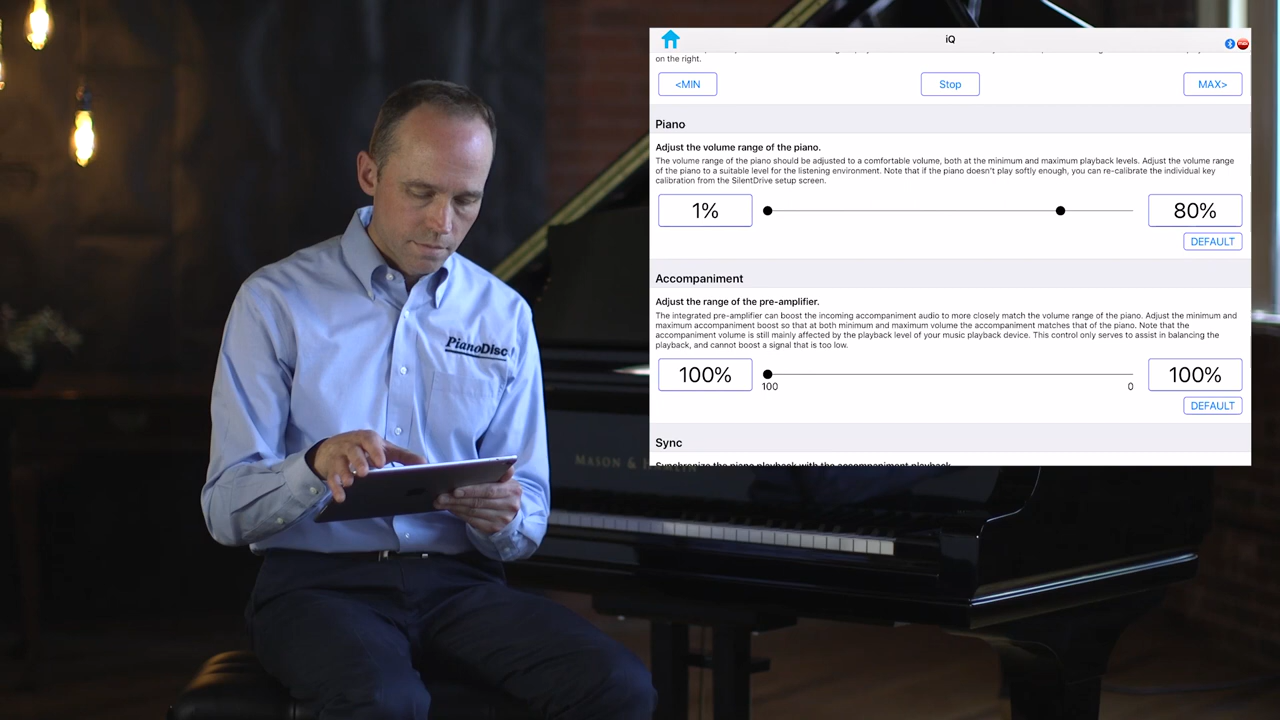 iQ
on the right.
<MIN
Stop
MAX>
Piano
Adjust the volume range of the piano.
The volume range of the piano should be adjusted to a comfortable volume, both at the minimum and maximum playback levels. Adjust the volume range
of the piano to a suitable level for the listening environment. Note that if the piano doesn't play softly enough, you can re-calibrate the individual key
calibration from the SilentDrive setup screen.
1%
80%
DEFAULT
Accompaniment
Adjust the range of the pre-amplifier.
The integrated pre-amplifier can boost the incoming accompaniment audio to more closely match the volume range of the piano. Adjust the minimum and
maximum accompaniment boost so that at both minimum and maximum volume the accompaniment matches that of the piano. Note that the
accompaniment volume is still mainly affected by the playback level of your music playback device. This control only serves to assist in balancing the
playback, and cannot boost a signal that is too low.
100%
100
0
100%
DEFAULT
Sync
Synchronize the piano playback with the accompaniment playback.
PianoDisc
MASON &